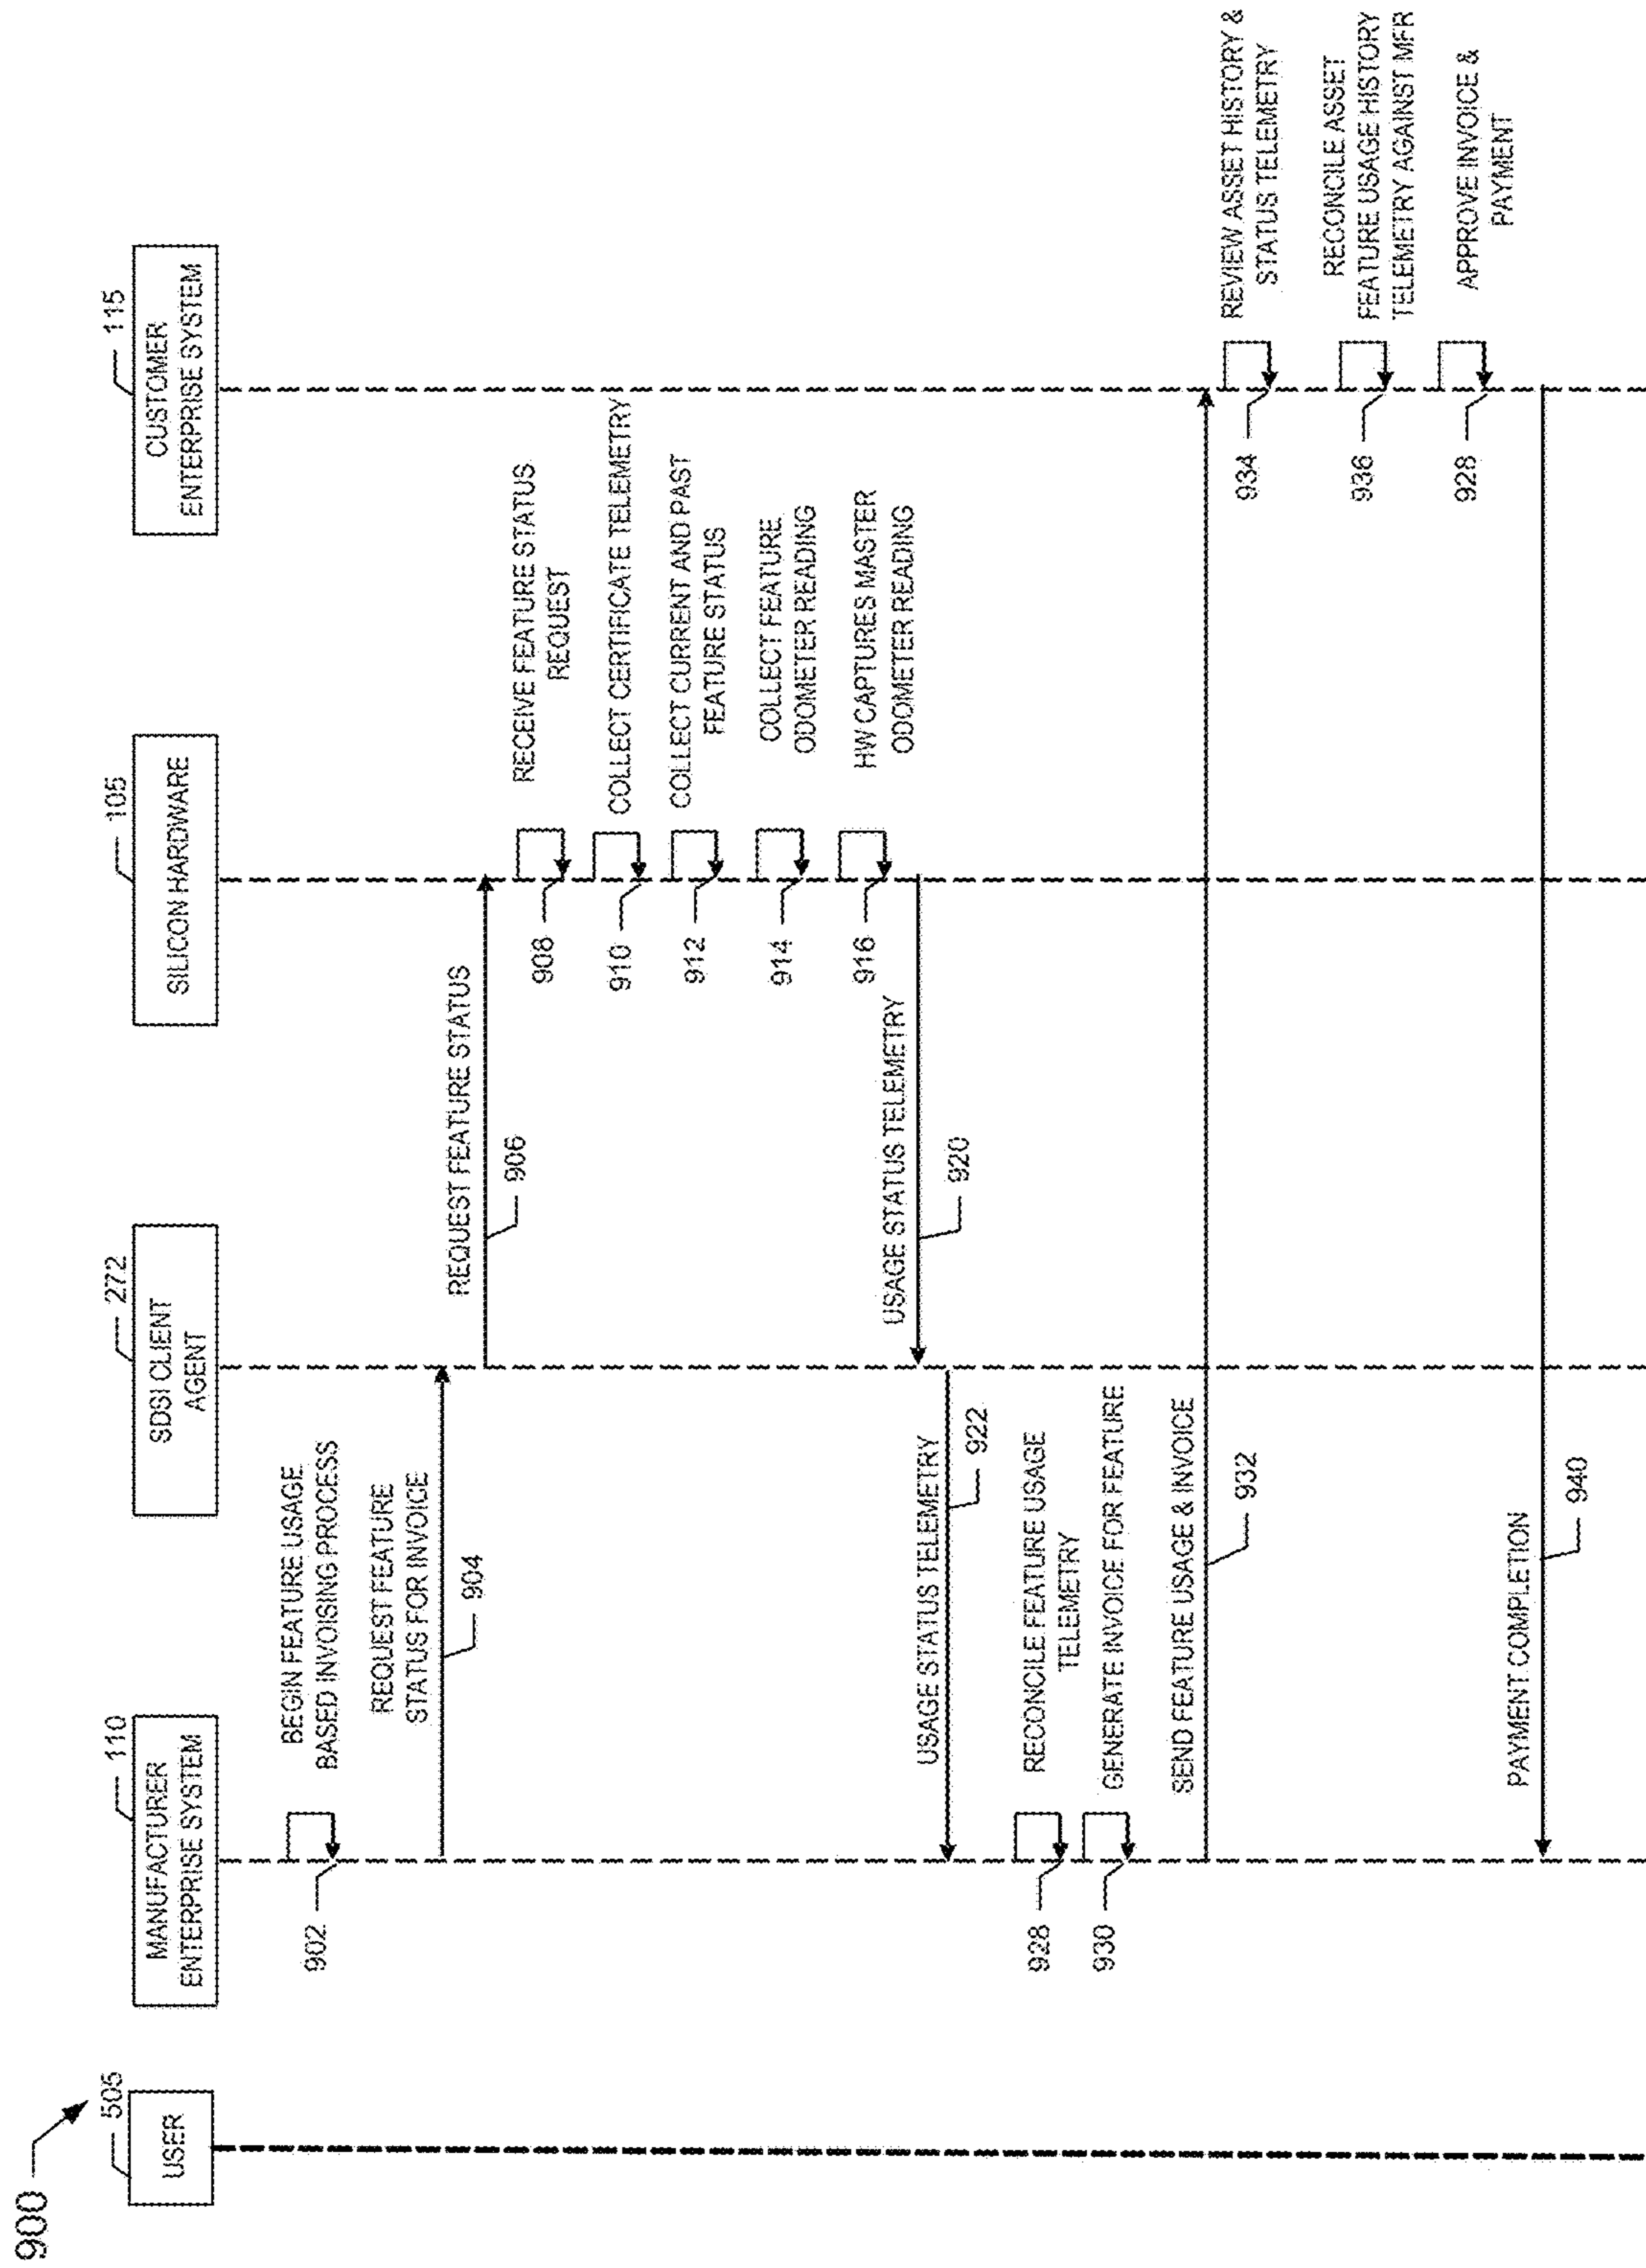 900
505
USER
110
MANUFACTURER
ENTERPRISE SYSTEM
272
SDSI CLIENT
AGENT
105
SILICON HARDWARE
115
CUSTOMER
ENTERPRISE SYSTEM
BEGIN FEATURE USAGE
BASED INVOISING PROCESS
902
REQUEST FEATURE
STATUS FOR INVOICE
904
REQUEST FEATURE STATUS
906
RECEIVE FEATURE STATUS
REQUEST
908
COLLECT CERTIFICATE TELEMETRY
910
COLLECT CURRENT AND PAST
FEATURE STATUS
912
COLLECT FEATURE
ODOMETER READING
914
HW CAPTURES MASTER
ODOMETER READING
916
USAGE STATUS TELEMETRY
920
USAGE STATUS TELEMETRY
922
RECONCILE FEATURE USAGE
TELEMETRY
928
GENERATE INVOICE FOR FEATURE
930
SEND FEATURE USAGE & INVOICE
932
REVIEW ASSET HISTORY &
STATUS TELEMETRY
934
RECONCILE ASSET
FEATURE USAGE HISTORY
TELEMETRY AGAINST MFR
936
APPROVE INVOICE &
PAYMENT
928
PAYMENT COMPLETION
940